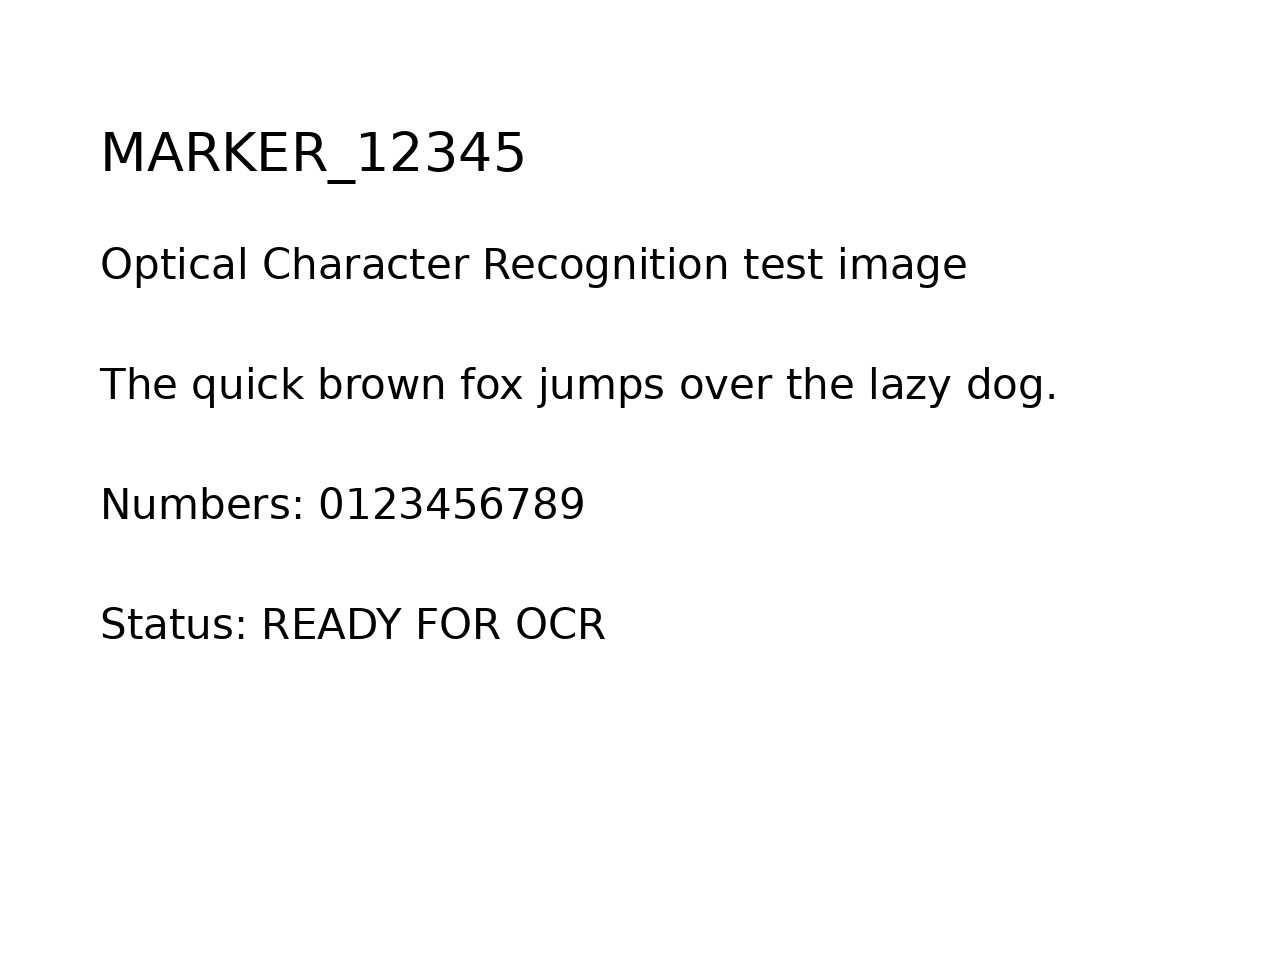 MARKER_12345
Optical Character Recognition test image
The quick brown fox jumps over the lazy dog.
Numbers: 0123456789
Status: READY FOR OCR